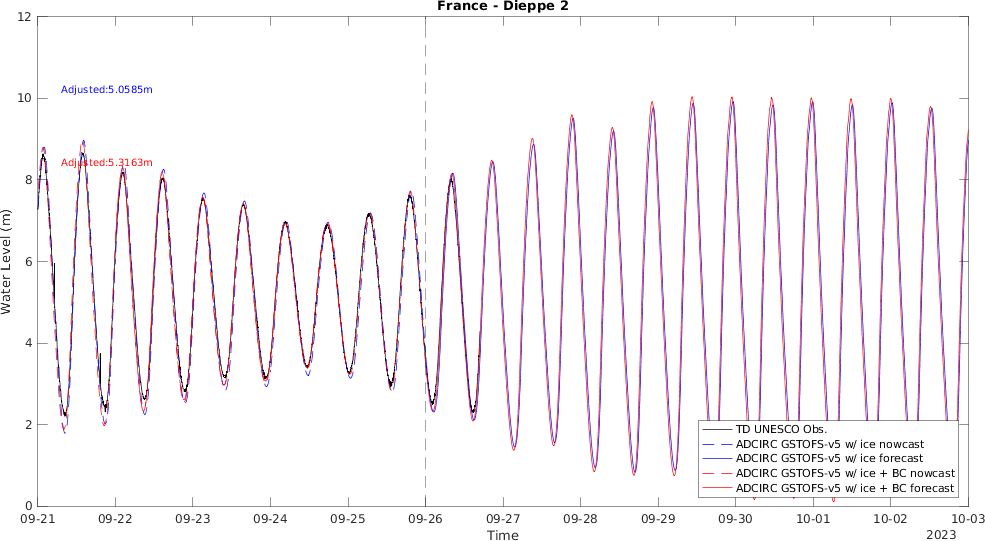 France - Dieppe 2
12
10
8
6
4
2
0
Water Level (m)
Adjusted:5.0585m
Adjusted:5.3163m
TD UNESCO Obs.
ADCIRC GSTOFS-v5 w/ ice nowcast
ADCIRC GSTOFS-v5 w/ ice forecast
ADCIRC GSTOFS-v5 w/ ice + BC nowcast
ADCIRC GSTOFS-v5 w/ ice + BC forecast
09-21 09-22 09-23 09-24 09-25 09-26 09-27 09-28 09-29 09-30 10-01 10-02 10-03
Time
2023